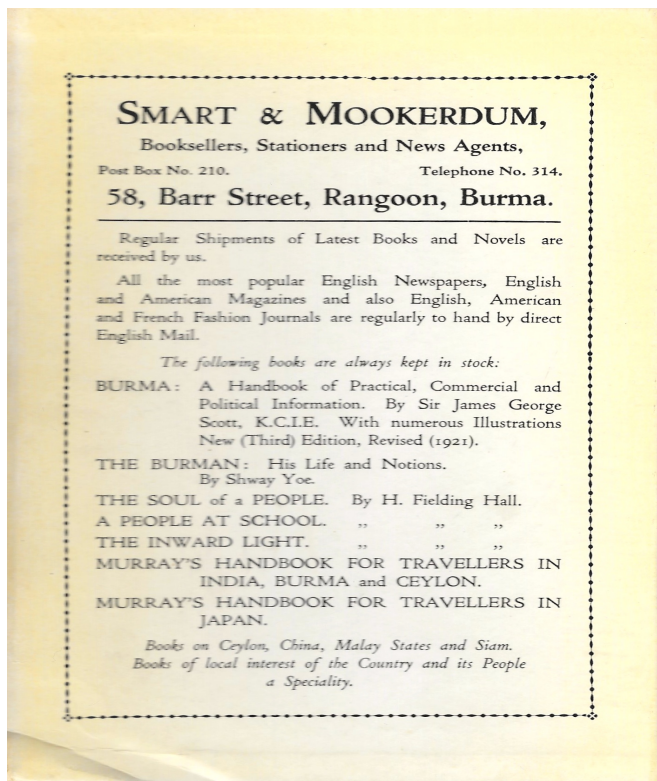 SMART & MOOKERDUM,
Booksellers, Stationers and News Agents,
Post Box No. 210. Telephone No. 314.
58, Barr Street, Rangoon, Burma.
Regular Shipments of Latest Books and Novels are
received by us.
All the most popular English Newspapers, English
and American Magazines and also English, American
and French Fashion Journals are regularly to hand by direct
English Mail.
The following books are always kept in stock:
BURMA: A Handbook of Practical, Commercial and
Political Information. By Sir James George
Scott, K.C.I.E. With numerous Illustrations
New (Third) Edition, Revised (1921).
THE BURMAN: His Life and Notions.
By Shway Yoe.
THE SOUL of a PEOPLE. By H. Fielding Hall.
A PEOPLE AT SCHOOL. ,, ,, ,,
THE INWARD LIGHT. ,, ,, ,,
MURRAY'S HANDBOOK FOR TRAVELLERS IN
INDIA, BURMA and CEYLON.
MURRAY'S HANDBOOK FOR TRAVELLERS IN
JAPAN.
Books on Ceylon, China, Malay States and Siam.
Books of local interest of the Country and its People
a Speciality.